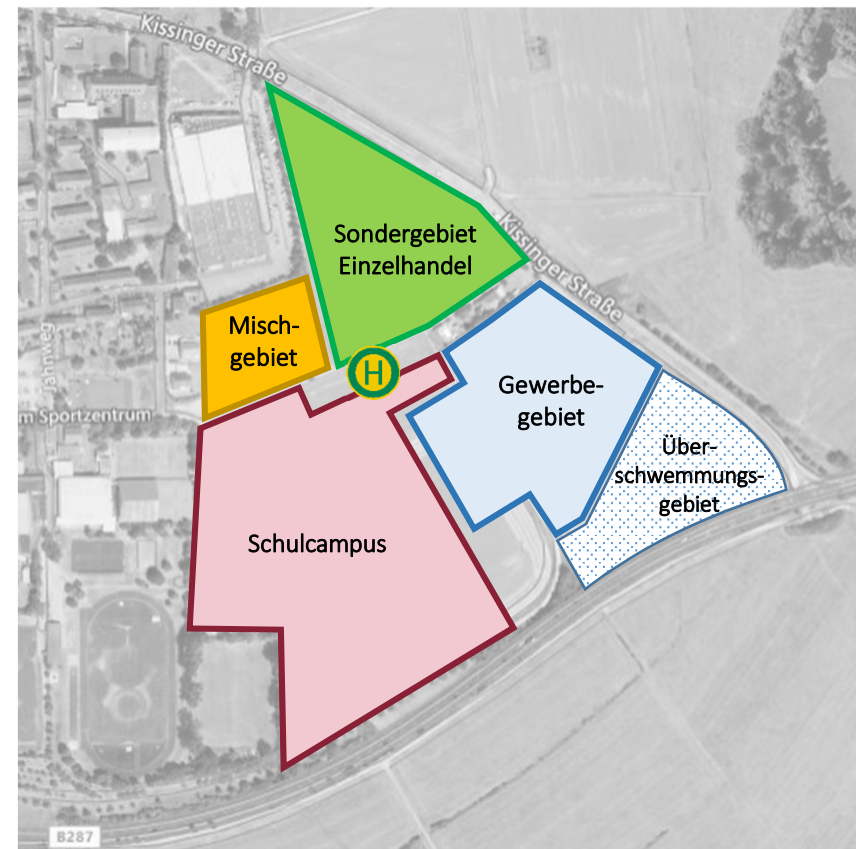 Kissinger Straße
Sondergebiet
Einzelhandel
Kissinger Straße
Misch-
gebiet
H
Gewerbe-
gebiet
Jahnweg
m Sportzentrum
Über-
schwemmungs-
gebiet
Schulcampus
B287